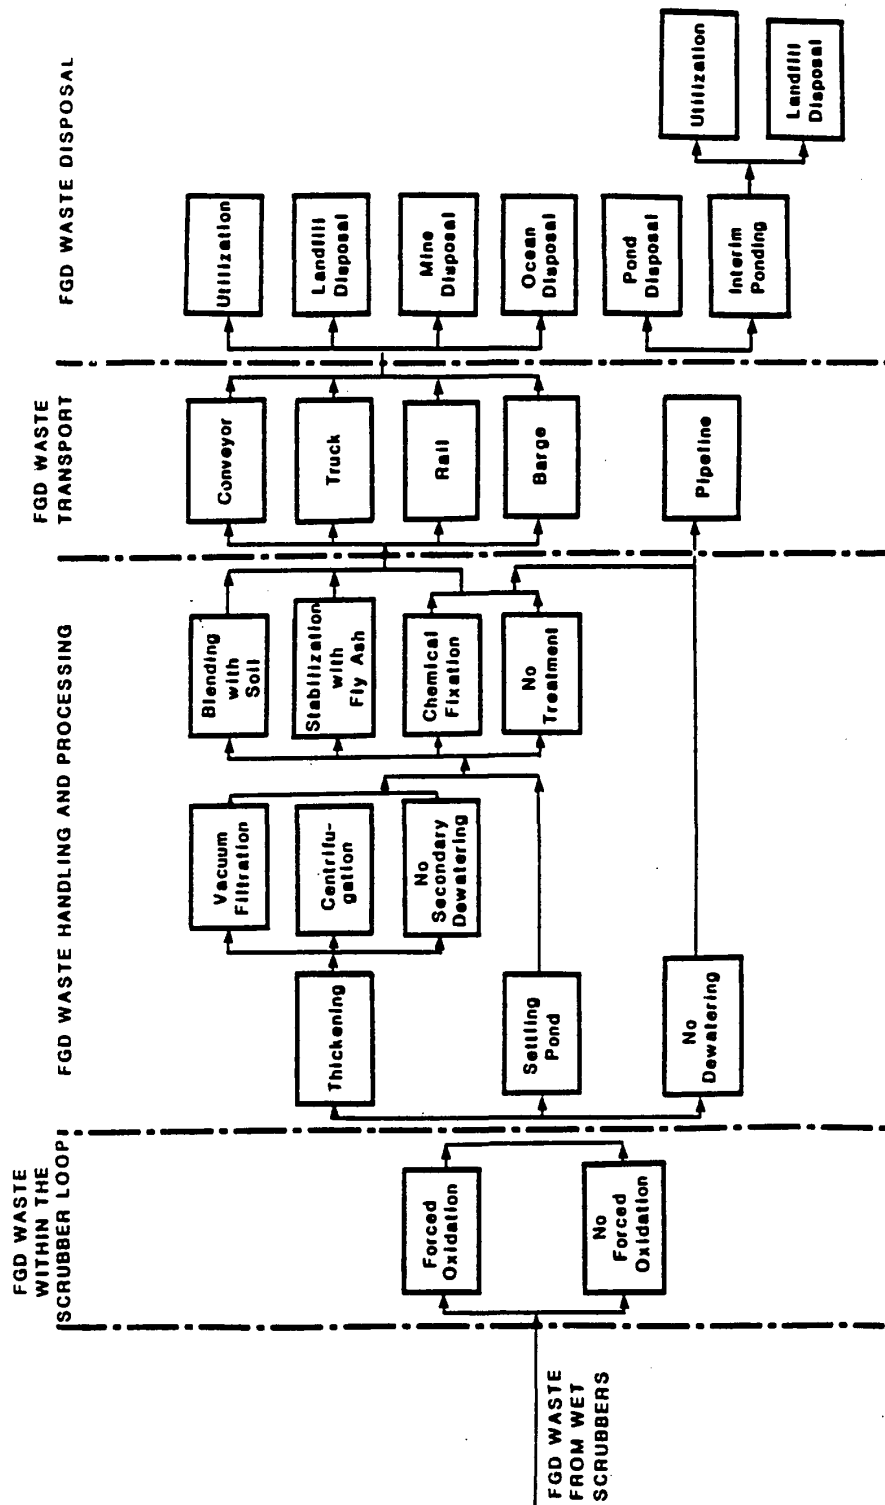 FGD WASTE
FROM WET
SCRUBBERS
FGD WASTE
WITHIN THE
SCRUBBER LOOP
Forced
Oxidation
No
Forced
Oxidation
FGD WASTE HANDLING AND PROCESSING
Thickening
Settling
Pond
No
Dewatering
Vacuum
Filtration
Centrifu-
gation
No
Secondary
Dewatering
Blending
with
Soil
Stabilization
with
Fly Ash
Chemical
Fixation
No
Treatment
FGD WASTE
TRANSPORT
Conveyor
Truck
Rail
Barge
Pipeline
FGD WASTE DISPOSAL
Utilization
Landfill
Disposal
Mine
Disposal
Ocean
Disposal
Pond
Disposal
Interim
Ponding
Utilization
Landfill
Disposal